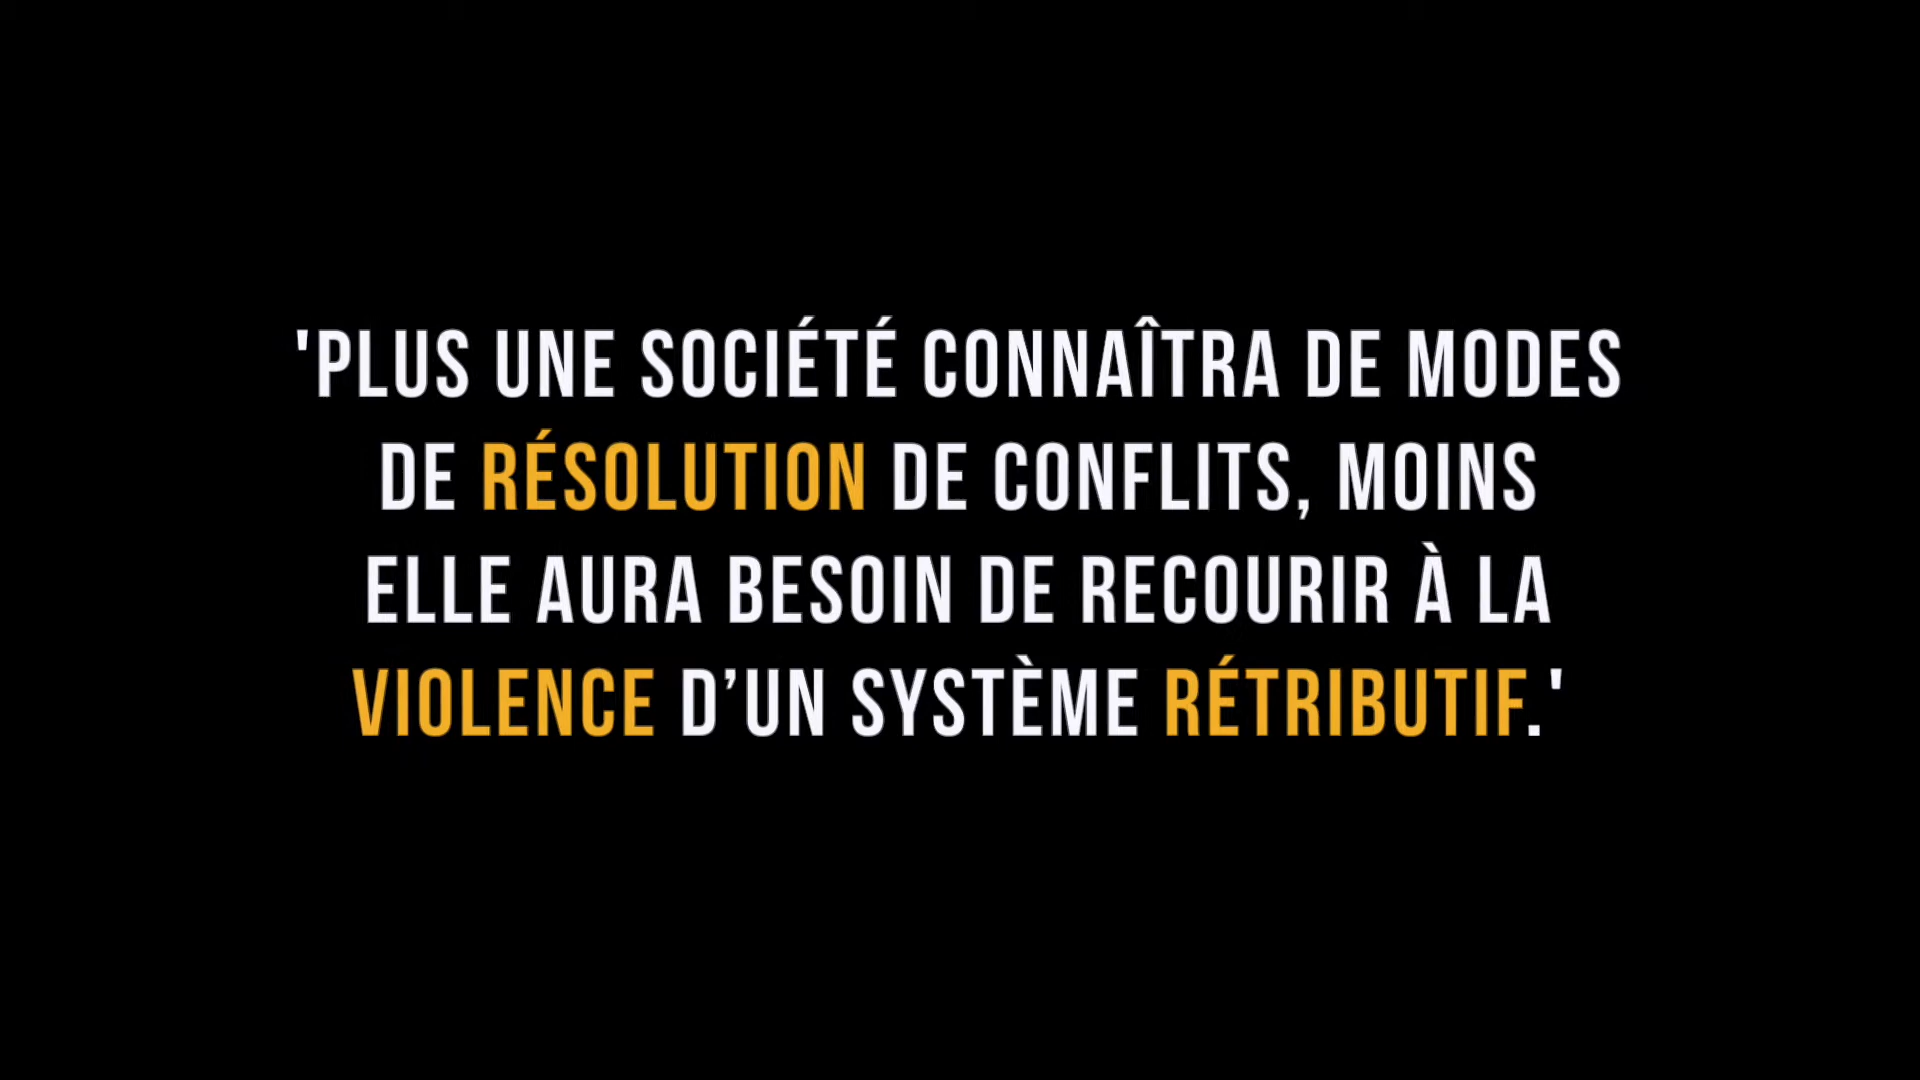 'PLUS UNE SOCIÉTÉ CONNAÎTRA DE MODES
DE RÉSOLUTION DE CONFLITS, MOINS
ELLE AURA BESOIN DE RECOURIR À LA
VIOLENCE D’UN SYSTÈME RÉTRIBUTIF.'